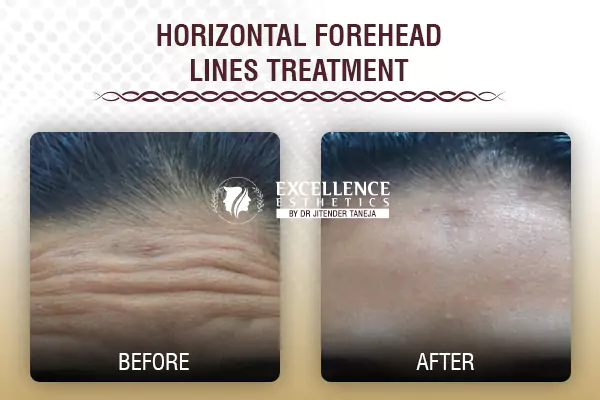 HORIZONTAL FOREHEAD
LINES TREATMENT
EXCELLENCE
ESTHETICS
BY DR JITENDER TANEJA
BEFORE
AFTER